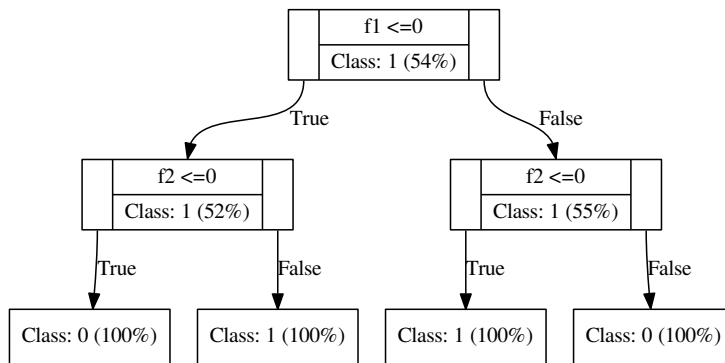 f1 <=0
Class: 1 (54%)
True
False
f2 <=0
Class: 1 (52%)
f2 <=0
Class: 1 (55%)
True
False
True
False
Class: 0 (100%)
Class: 1 (100%)
Class: 1 (100%)
Class: 0 (100%)